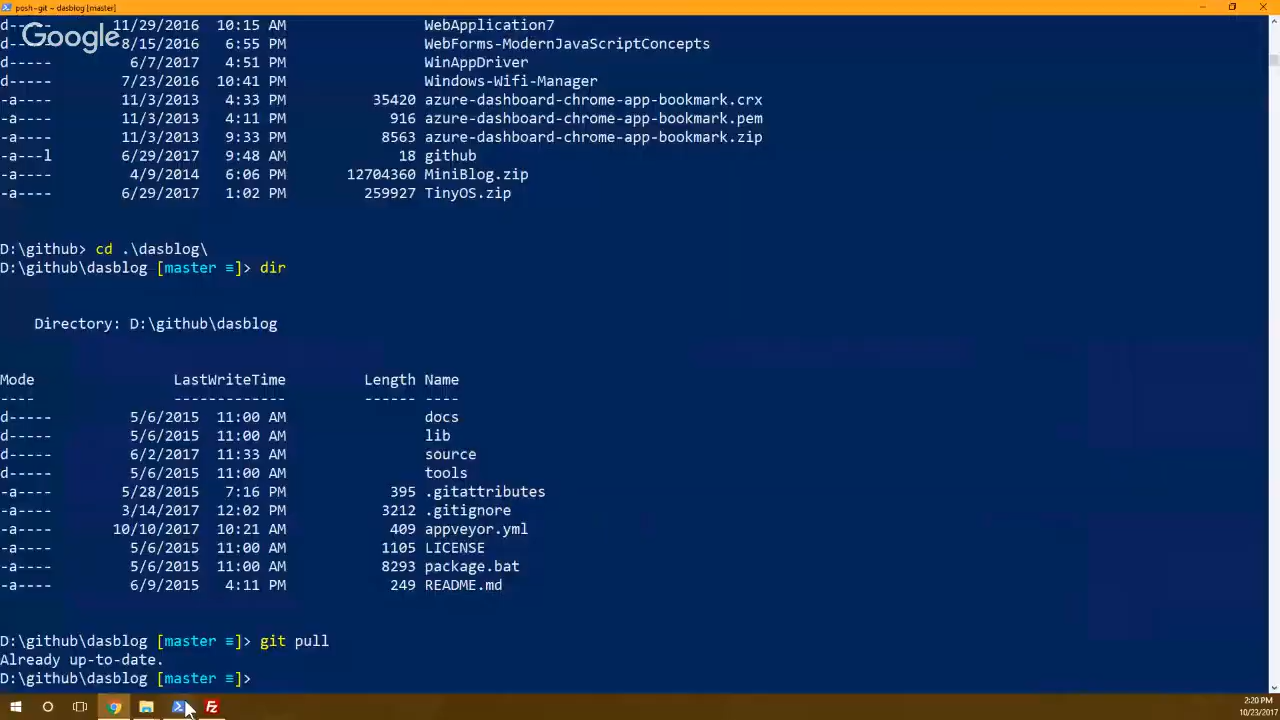 posh~git ~ dasblog [master]
Google
d----- 11/29/2016 10:15 AM WebApplication7
d----- 8/15/2016 6:55 PM WebForms-ModernJavaScriptConcepts
d----- 6/7/2017 4:51 PM WinAppDriver
d----- 7/23/2016 10:41 PM Windows-Wifi-Manager
-a---- 11/3/2013 4:33 PM 35420 azure-dashboard-chrome-app-bookmark.crx
-a---- 11/3/2013 4:11 PM 916 azure-dashboard-chrome-app-bookmark.pem
-a---- 11/3/2013 9:33 PM 8563 azure-dashboard-chrome-app-bookmark.zip
-a---l 6/29/2017 9:48 AM 18 github
-a---- 4/9/2014 6:06 PM 12704360 MiniBlog.zip
-a---- 6/29/2017 1:02 PM 259927 TinyOS.zip
D:\github> cd .\dasblog\
D:\github\dasblog [master ≡]> dir
Directory: D:\github\dasblog
Mode LastWriteTime Length Name
---- ------------- ------ ----
d----- 5/6/2015 11:00 AM docs
d----- 5/6/2015 11:00 AM lib
d----- 6/2/2017 11:33 AM source
d----- 5/6/2015 11:00 AM tools
-a---- 5/28/2015 7:16 PM 395 .gitattributes
-a---- 3/14/2017 12:02 PM 3212 .gitignore
-a---- 10/10/2017 10:21 AM 409 appveyor.yml
-a---- 5/6/2015 11:00 AM 1105 LICENSE
-a---- 5/6/2015 11:00 AM 8293 package.bat
-a---- 6/9/2015 4:11 PM 249 README.md
D:\github\dasblog [master ≡]> git pull
Already up-to-date.
D:\github\dasblog [master ≡]>
2:20 PM
10/23/2017